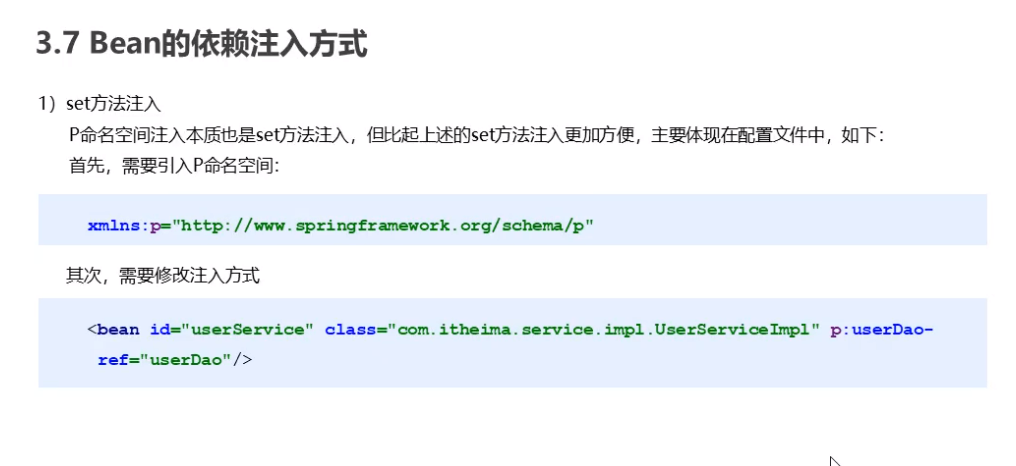 3.7 Bean的依赖注入方式
1）set方法注入
P命名空间注入本质也是set方法注入，但比起上述的set方法注入更加方便，主要体现在配置文件中，如下：
首先，需要引入P命名空间：
xmlns:p="http://www.springframework.org/schema/p"
其次，需要修改注入方式
<bean id="userService" class="com.itheima.service.impl.UserServiceImpl" p:userDao-
ref="userDao"/>